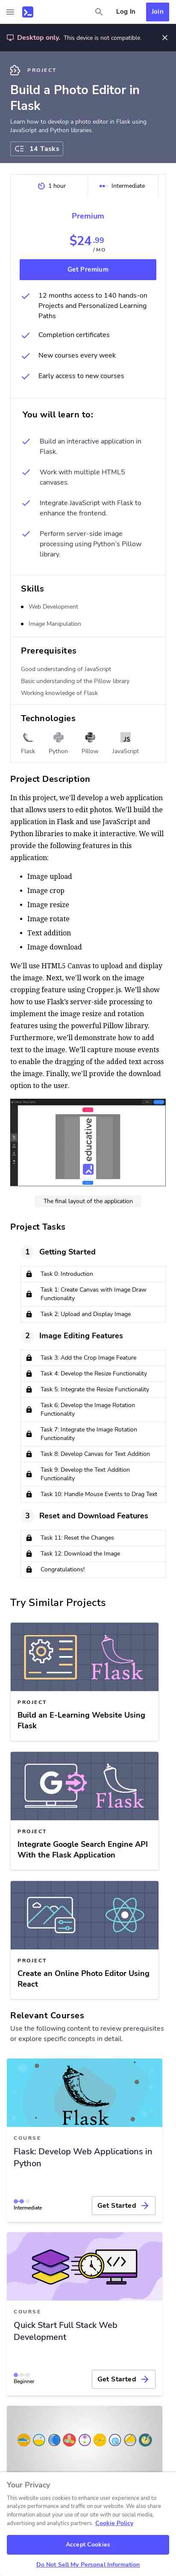 Log In
Join
Desktop only. This device is not compatible.
PROJECT
Build a Photo Editor in
Flask
Learn how to develop a photo editor in Flask using
JavaScript and Python libraries.
14 Tasks
1 hour
Intermediate
Premium
$24.99
/ MO
Get Premium
12 months access to 140 hands-on
Projects and Personalized Learning
Paths
Completion certificates
New courses every week
Early access to new courses
You will learn to:
Build an interactive application in
Flask.
Work with multiple HTML5
canvases.
Integrate JavaScript with Flask to
enhance the frontend.
Perform server-side image
processing using Python’s Pillow
library.
Skills
Web Development
Image Manipulation
Prerequisites
Good understanding of JavaScript
Basic understanding of the Pillow library
Working knowledge of Flask
Technologies
JS
Flask
Python
Pillow
JavaScript
Project Description
In this project, we’ll develop a web application
that allows users to edit photos. We’ll build the
application in Flask and use JavaScript and
Python libraries to make it interactive. We will
provide the following features in this
application:
Image upload
Image crop
Image resize
Image rotate
Text addition
Image download
We’ll use HTML5 Canvas to upload and display
the image. Next, we’ll work on the image
cropping feature using Cropper.js. We’ll show
how to use Flask’s server-side processing to
implement the image resize and rotation
features using the powerful Pillow library.
Furthermore, we’ll demonstrate how to add
text to the image. We’ll capture mouse events
to enable the dragging of the added text across
the image. Finally, we’ll provide the download
option to the user.
educative
The final layout of the application
Project Tasks
1 Getting Started
Task 0: Introduction
Task 1: Create Canvas with Image Draw
Functionality
Task 2: Upload and Display Image
2 Image Editing Features
Task 3: Add the Crop Image Feature
Task 4: Develop the Resize Functionality
Task 5: Integrate the Resize Functionality
Task 6: Develop the Image Rotation
Functionality
Task 7: Integrate the Image Rotation
Functionality
Task 8: Develop Canvas for Text Addition
Task 9: Develop the Text Addition
Functionality
Task 10: Handle Mouse Events to Drag Text
3 Reset and Download Features
Task 11: Reset the Changes
Task 12: Download the Image
Congratulations!
Try Similar Projects
Flask
PROJECT
Build an E-Learning Website Using
Flask
G
Flask
PROJECT
Integrate Google Search Engine API
With the Flask Application
PROJECT
Create an Online Photo Editor Using
React
Relevant Courses
Use the following content to review prerequisites
or explore specific concepts in detail.
Flask
COURSE
Flask: Develop Web Applications in
Python
Intermediate
Get Started
COURSE
Quick Start Full Stack Web
Development
Beginner
Get Started
Your Privacy
This website uses cookies to enhance user experience and to
analyze performance and traffic on our website. We also share
information about your use of our site with our social media,
advertising and analytics partners. Cookie Policy
Accept Cookies
Do Not Sell My Personal Information